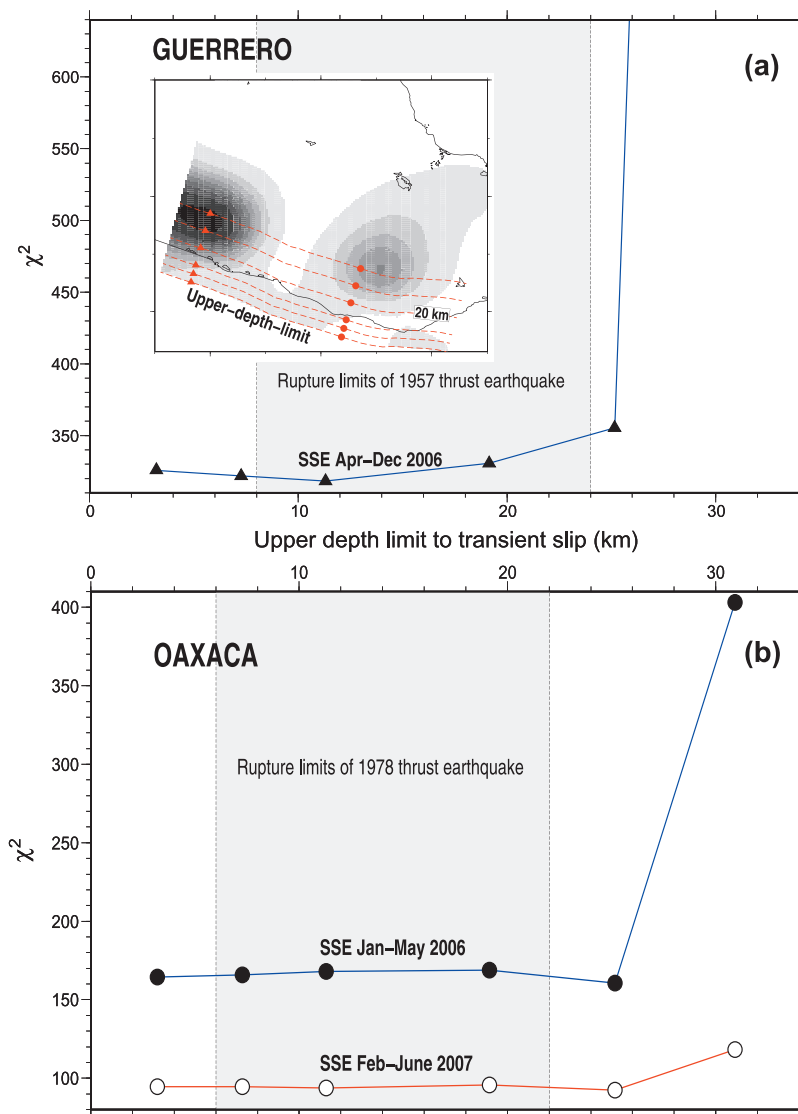 GUERRERO
(a)
640
600
550
500
450
400
350
χ²
20 km
Upper-depth-limit
Rupture limits of 1957 thrust earthquake
SSE Apr–Dec 2006
0 10 20 30
Upper depth limit to transient slip (km)
0 10 20 30
OAXACA
(b)
400
350
300
250
200
150
100
χ²
Rupture limits of 1978 thrust earthquake
SSE Jan–May 2006
SSE Feb–June 2007